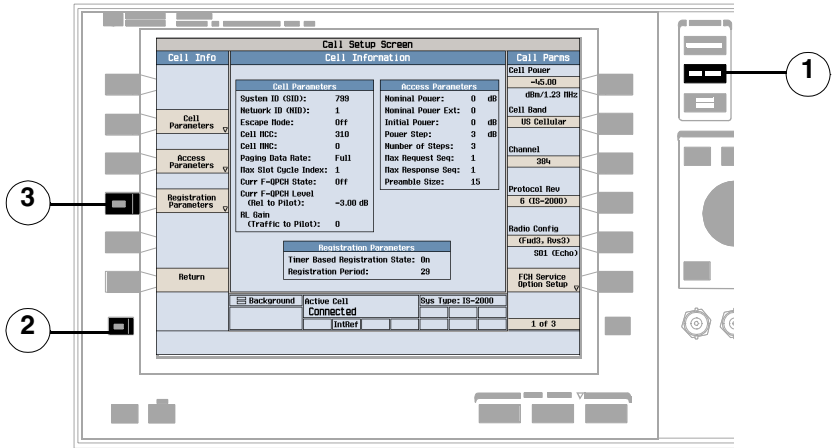 Call Setup Screen
Cell Info
Cell Information
Call Parms
Cell Parameters
System ID (SID): 799
Network ID (NID): 1
Escape Mode: Off
Cell MCC: 310
Cell MNC: 0
Paging Data Rate: Full
Max Slot Cycle Index: 1
Curr F-QPCH State: Off
Curr F-QPCH Level
(Rel to Pilot): -3.00 dB
RL Gain
(Traffic to Pilot): 0
Access Parameters
Nominal Power: 0 dB
Nominal Power Ext: 0
Initial Power: 0 dB
Power Step: 3 dB
Number of Steps: 3
Max Request Seq: 1
Max Response Seq: 1
Preamble Size: 15
Registration Parameters
Timer Based Registration State: On
Registration Period: 29
Cell
Parameters
Access
Parameters
Registration
Parameters
Return
Cell Power
-45.00
dBm/1.23 MHz
Cell Band
US Cellular
Channel
384
Protocol Rev
6 (IS-2000)
Radio Config
(Fwd3, Rvs3)
SO1 (Echo)
FCH Service
Option Setup
1 of 3
Background
Active Cell
Sys Type: IS-2000
Connected
IntRef
1
3
2